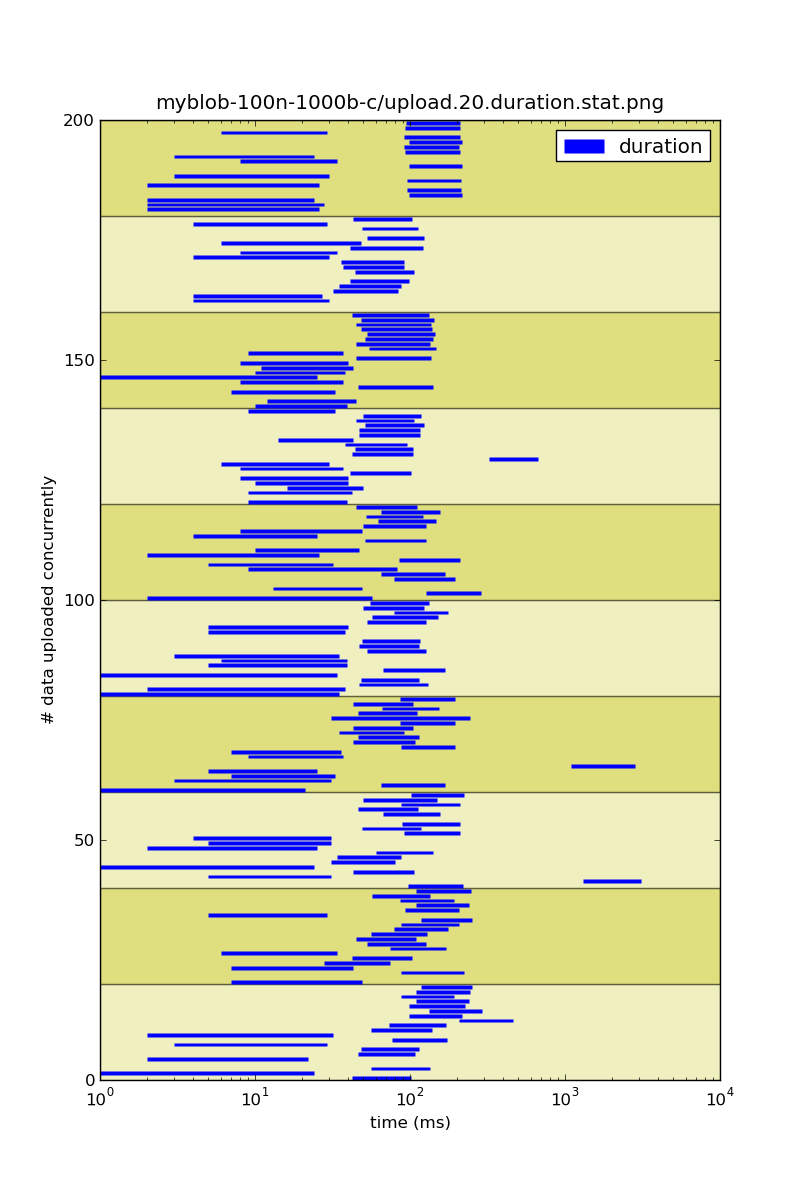 myblob-100n-1000b-c/upload.20.duration.stat.png
duration
200
150
100
50
0
# data uploaded concurrently
10^0 10^1 10^2 10^3 10^4
time (ms)